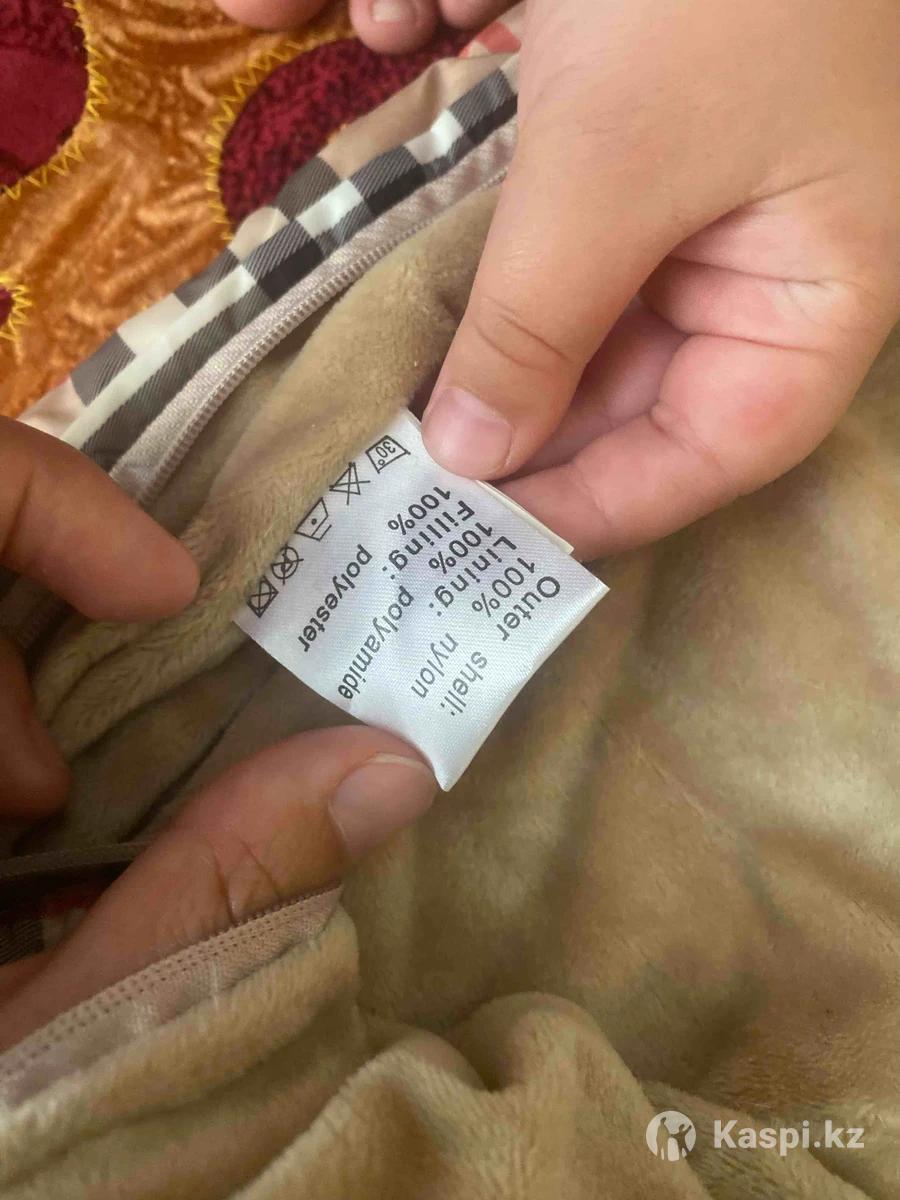 Outer shell:
100% nylon
Lining:
100% polyamide
Filling:
100% polyester
30°
Kaspi.kz